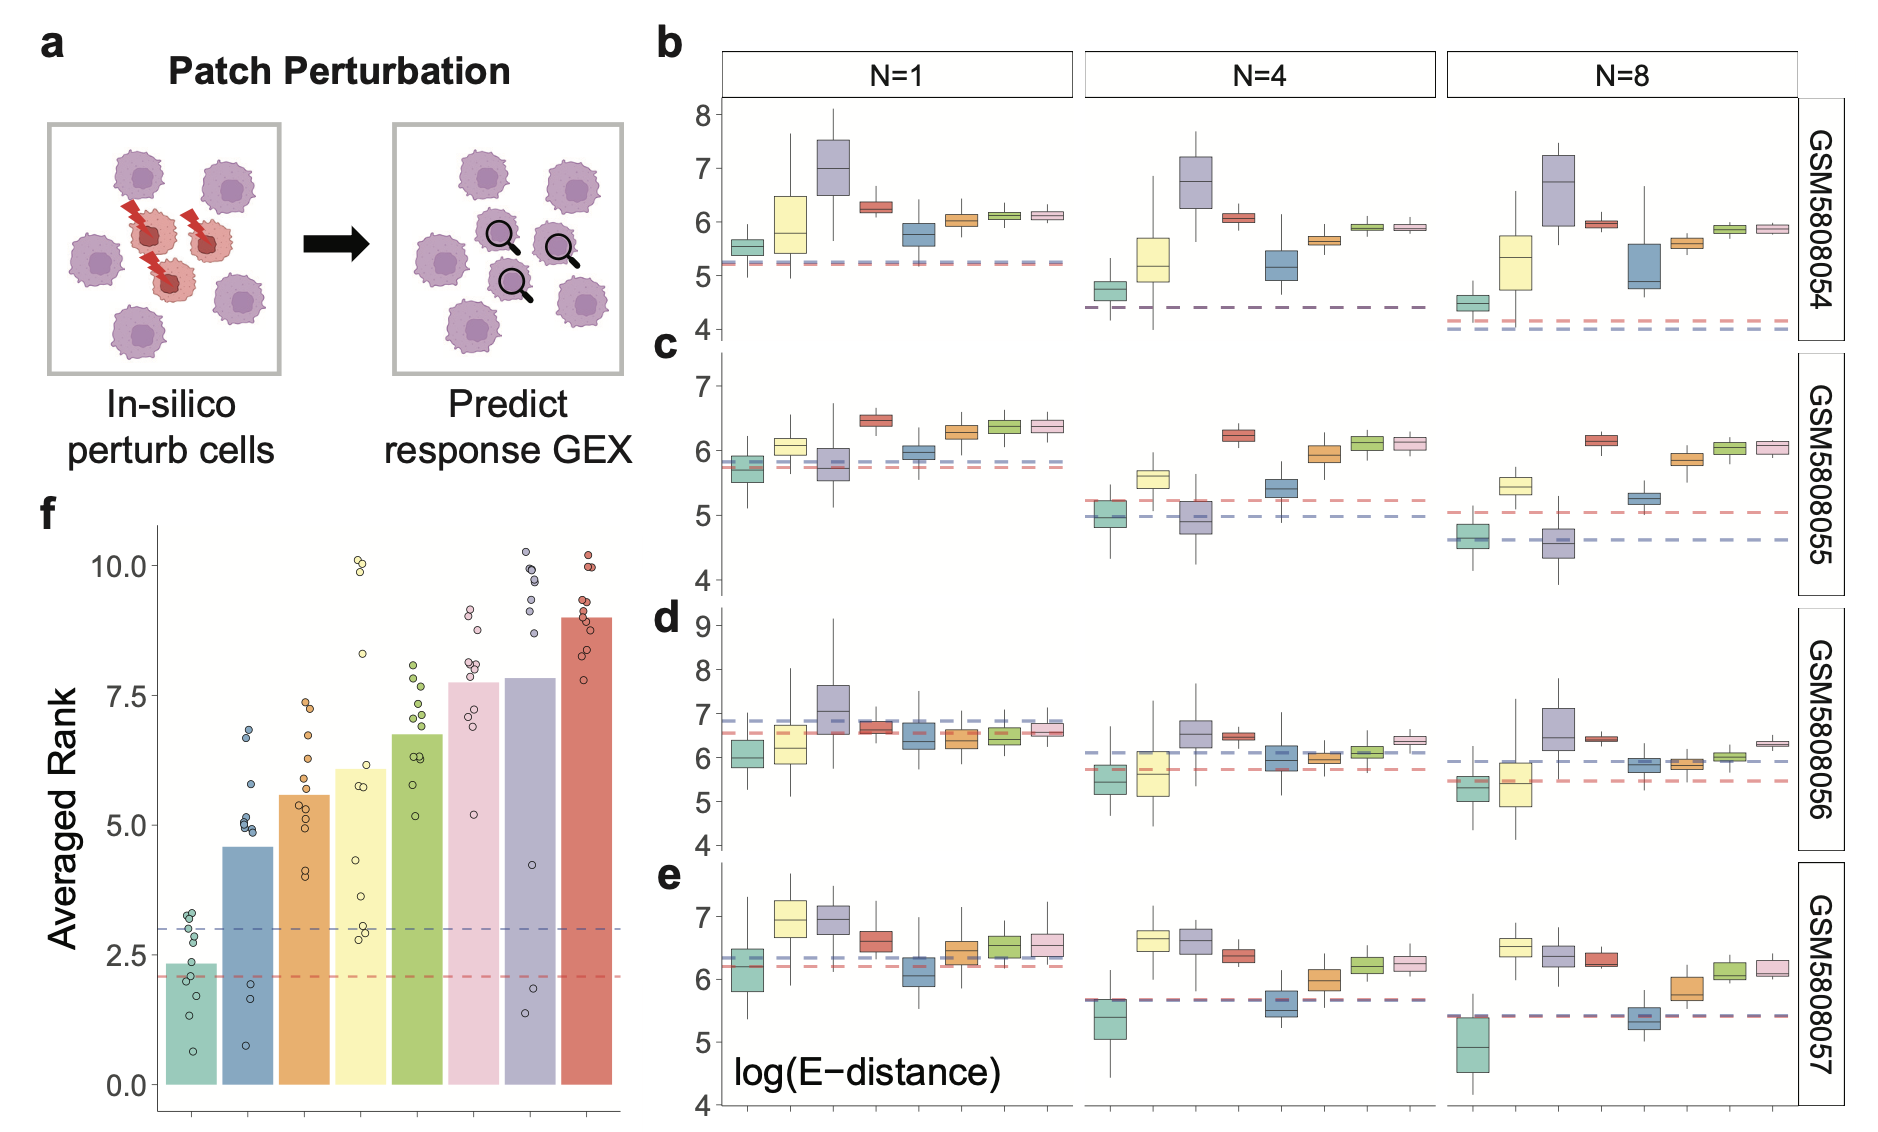 a
Patch Perturbation
In-silico
perturb cells
Predict
response GEX
b
N=1
N=4
N=8
8
7
6
5
4
GSM5808054
c
7
6
5
4
GSM5808055
d
9
8
7
6
5
4
GSM5808056
e
7
6
5
4
log(E−distance)
GSM5808057
f
Averaged Rank
10.0
7.5
5.0
2.5
0.0